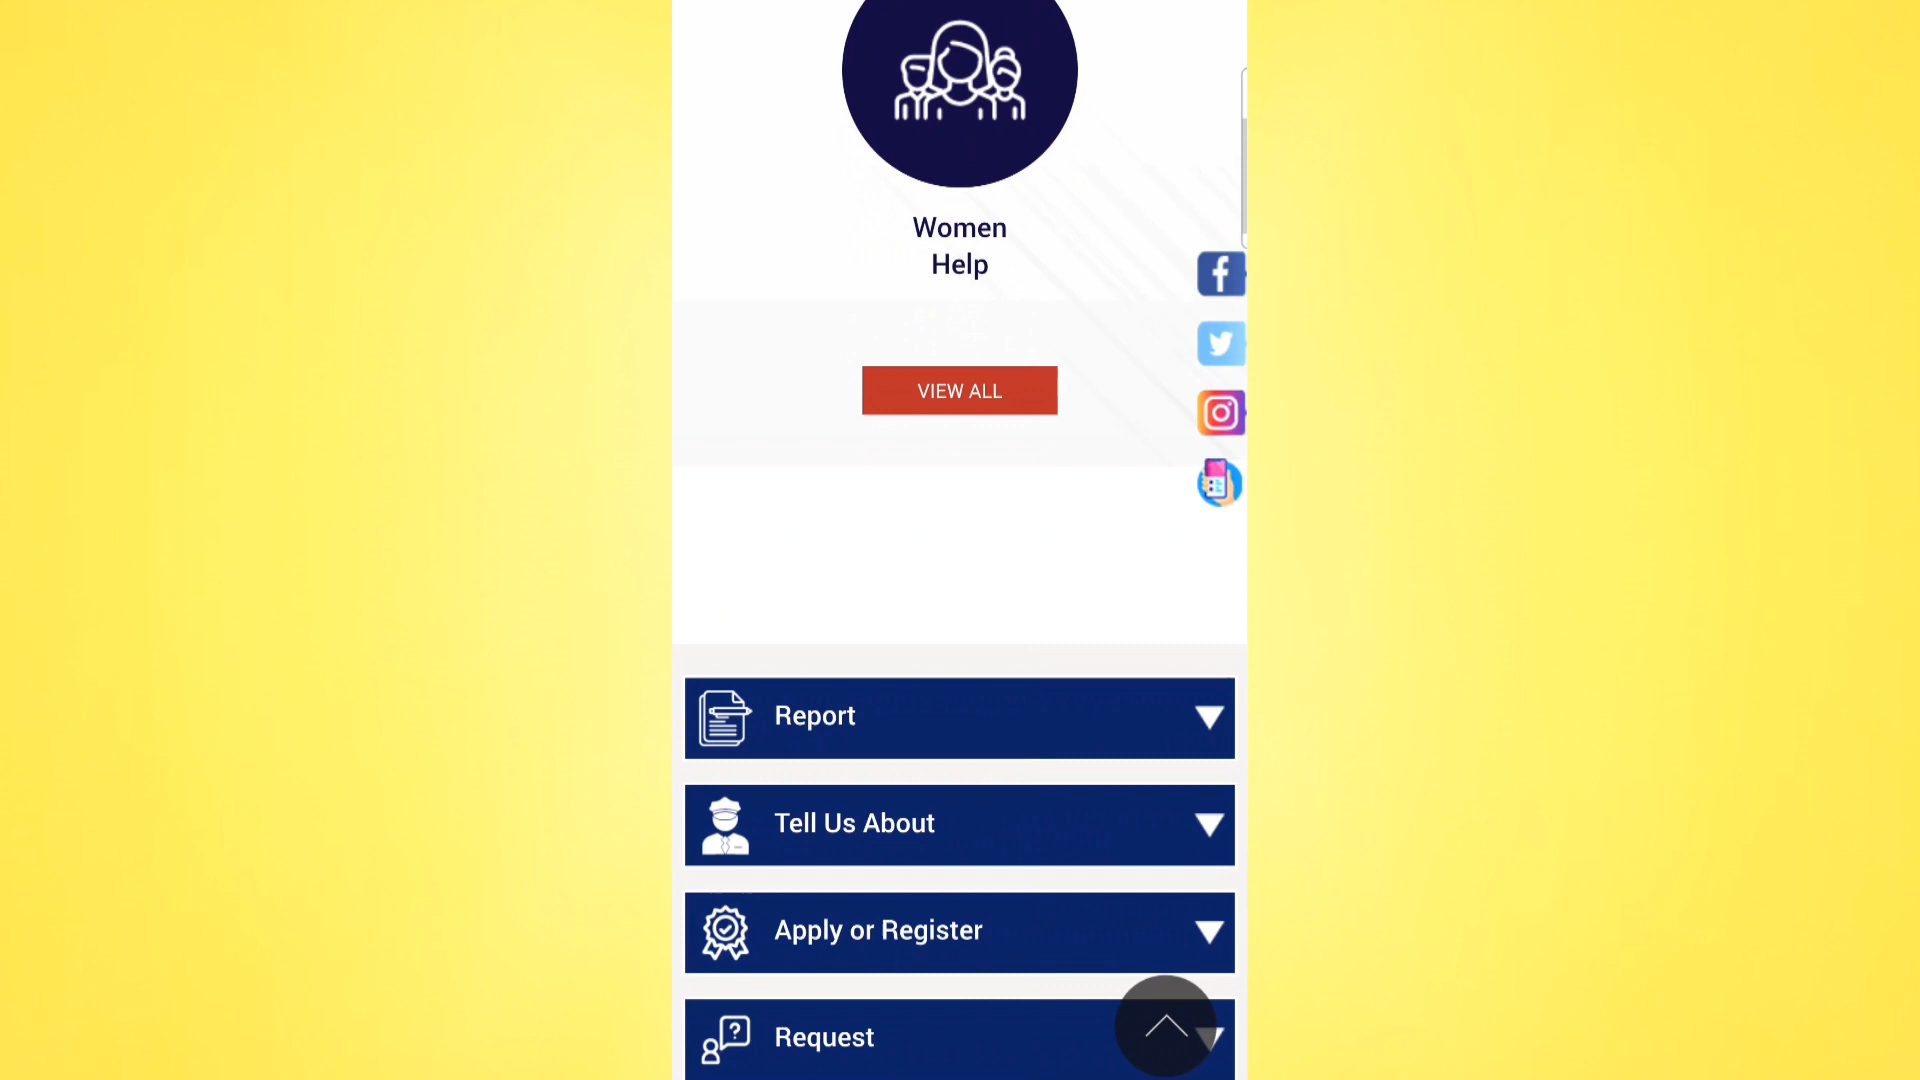 Women
Help
VIEW ALL
Report
Tell Us About
Apply or Register
Request